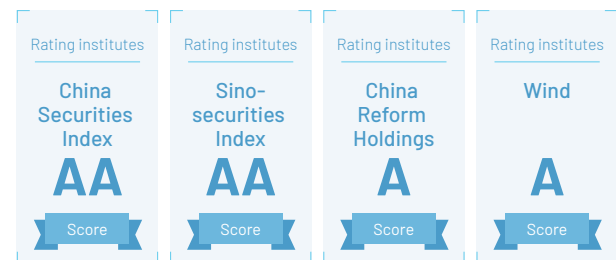 Rating institutes
China
Securities
Index
AA
Score
Rating institutes
Sino-
securities
Index
AA
Score
Rating institutes
China
Reform
Holdings
A
Score
Rating institutes
Wind
A
Score